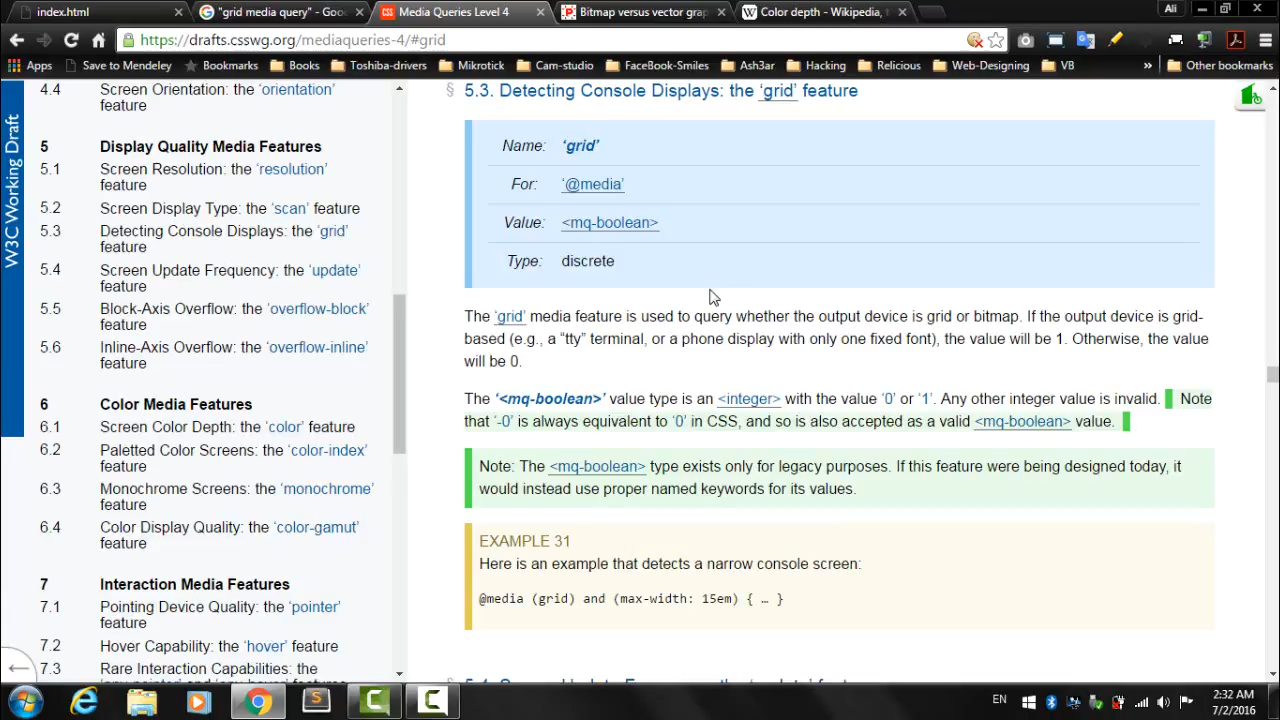 index.html
"grid media query" - Goo
Media Queries Level 4
Bitmap versus vector grap
Color depth - Wikipedia, t
Ali
https://drafts.csswg.org/mediaqueries-4/#grid
Apps
Save to Mendeley
Bookmarks
Books
Toshiba-drivers
Mikrotick
Cam-studio
FaceBook-Smiles
Ash3ar
Hacking
Relicious
Web-Designing
VB
»
Other bookmarks
W3C Working Draft
4.4 Screen Orientation: the ‘orientation’
feature
5 Display Quality Media Features
5.1 Screen Resolution: the ‘resolution’
feature
5.2 Screen Display Type: the ‘scan’ feature
5.3 Detecting Console Displays: the ‘grid’
feature
5.4 Screen Update Frequency: the ‘update’
feature
5.5 Block-Axis Overflow: the ‘overflow-block’
feature
5.6 Inline-Axis Overflow: the ‘overflow-inline’
feature
6 Color Media Features
6.1 Screen Color Depth: the ‘color’ feature
6.2 Paletted Color Screens: the ‘color-index’
feature
6.3 Monochrome Screens: the ‘monochrome’
feature
6.4 Color Display Quality: the ‘color-gamut’
feature
7 Interaction Media Features
7.1 Pointing Device Quality: the ‘pointer’
feature
7.2 Hover Capability: the ‘hover’ feature
7.3 Rare Interaction Capabilities: the
§ 5.3. Detecting Console Displays: the ‘grid’ feature
Name: ‘grid’
For: ‘@media’
Value: <mq-boolean>
Type: discrete
The ‘grid’ media feature is used to query whether the output device is grid or bitmap. If the output device is grid-
based (e.g., a “tty” terminal, or a phone display with only one fixed font), the value will be 1. Otherwise, the value
will be 0.
The ‘<mq-boolean>’ value type is an <integer> with the value ‘0’ or ‘1’. Any other integer value is invalid. Note
that ‘-0’ is always equivalent to ‘0’ in CSS, and so is also accepted as a valid <mq-boolean> value.
Note: The <mq-boolean> type exists only for legacy purposes. If this feature were being designed today, it
would instead use proper named keywords for its values.
EXAMPLE 31
Here is an example that detects a narrow console screen:
@media (grid) and (max-width: 15em) { … }
EN
2:32 AM
7/2/2016